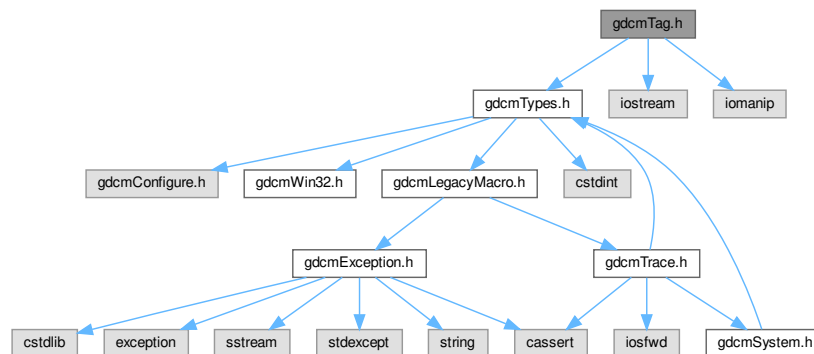 gdcmTag.h
gdcmTypes.h
iostream
iomanip
gdcmConfigure.h
gdcmWin32.h
gdcmLegacyMacro.h
cstdint
gdcmException.h
gdcmTrace.h
cstdlib
exception
sstream
stdexcept
string
cassert
iosfwd
gdcmSystem.h